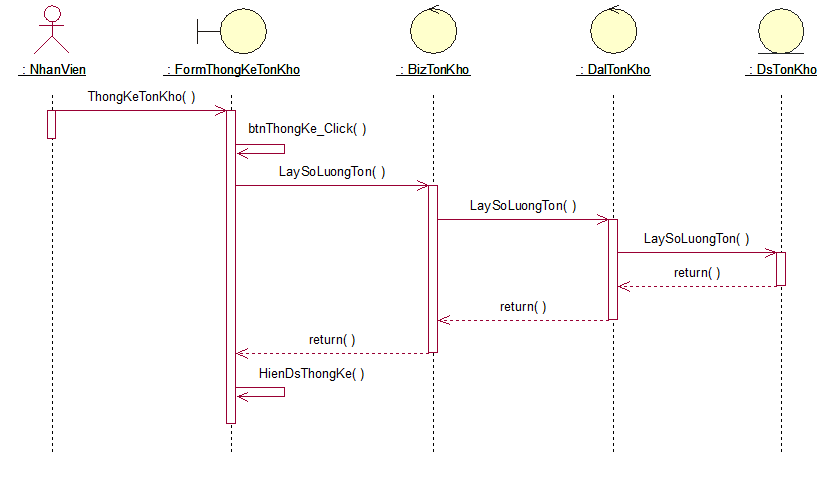 : NhanVien
: FormThongKeTonKho
: BizTonKho
: DalTonKho
: DsTonKho
ThongKeTonKho( )
btnThongKe_Click( )
LaySoLuongTon( )
LaySoLuongTon( )
LaySoLuongTon( )
return( )
return( )
return( )
HienDsThongKe( )